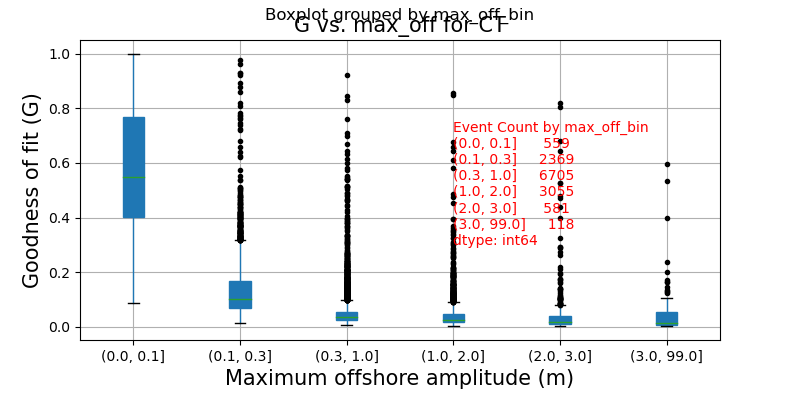 Boxplot grouped by max_off_bin
G vs. max_off for CT
Goodness of fit (G)
1.0
0.8
0.6
0.4
0.2
0.0
Event Count by max_off_bin
(0.0, 0.1] 559
(0.1, 0.3] 2369
(0.3, 1.0] 6705
(1.0, 2.0] 3055
(2.0, 3.0] 581
(3.0, 99.0] 118
dtype: int64
(0.0, 0.1] (0.1, 0.3] (0.3, 1.0] (1.0, 2.0] (2.0, 3.0] (3.0, 99.0]
Maximum offshore amplitude (m)